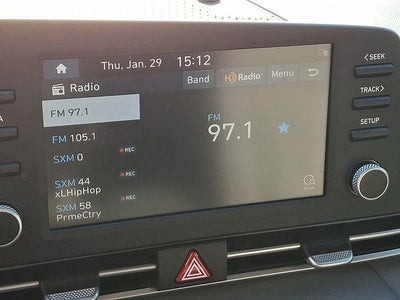 Thu, Jan. 29 15:12
Radio Band HD Radio Menu
FM 97.1
FM 105.1
SXM 0 REC
SXM 44 REC
xLHipHop
SXM 58 REC
PrmeCtry
FM
97.1
SCAN
< SEEK
TRACK >
SETUP